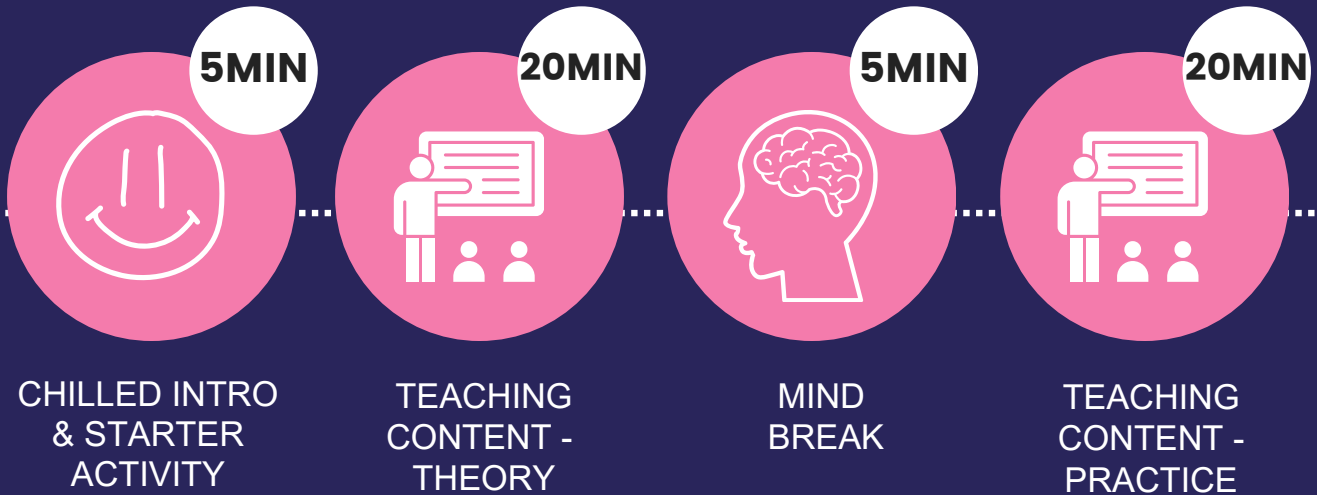 5MIN
20MIN
5MIN
20MIN
CHILLED INTRO
& STARTER
ACTIVITY
TEACHING
CONTENT -
THEORY
MIND
BREAK
TEACHING
CONTENT -
PRACTICE